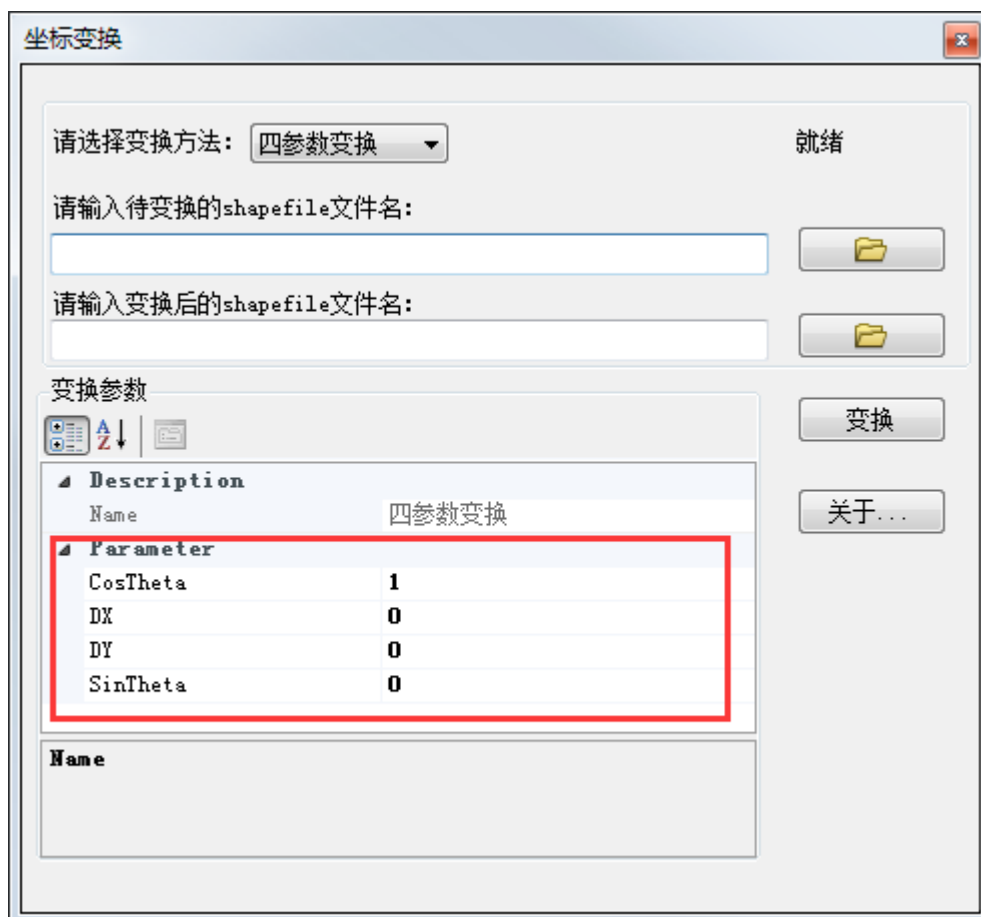 坐标变换
请选择变换方法: 四参数变换 就绪
请输入待变换的shapefile文件名:
请输入变换后的shapefile文件名:
变换参数
变换
Description
Name 四参数变换
关于...
Parameter
CosTheta 1
DX 0
DY 0
SinTheta 0
Name